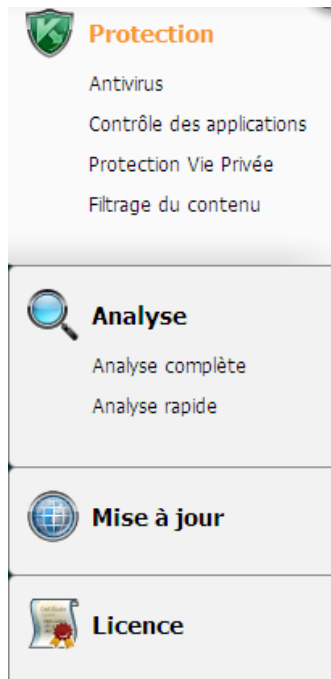 Protection
Antivirus
Contrôle des applications
Protection Vie Privée
Filtrage du contenu
Analyse
Analyse complète
Analyse rapide
Mise à jour
Licence